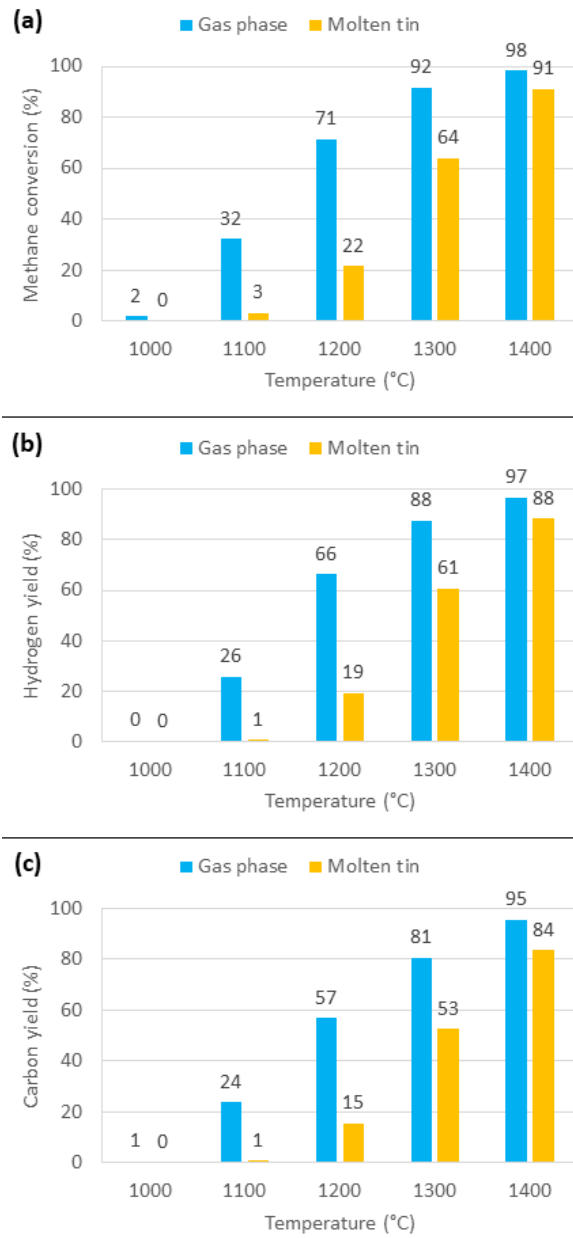 (a)
Gas phase Molten tin
Methane conversion (%)
100
80
60
40
20
0
2 0
32 3
71 22
92 64
98 91
1000 1100 1200 1300 1400
Temperature (°C)
(b)
Gas phase Molten tin
Hydrogen yield (%)
100
80
60
40
20
0
0 0
26 1
66 19
88 61
97 88
1000 1100 1200 1300 1400
Temperature (°C)
(c)
Gas phase Molten tin
Carbon yield (%)
100
80
60
40
20
0
1 0
24 1
57 15
81 53
95 84
1000 1100 1200 1300 1400
Temperature (°C)